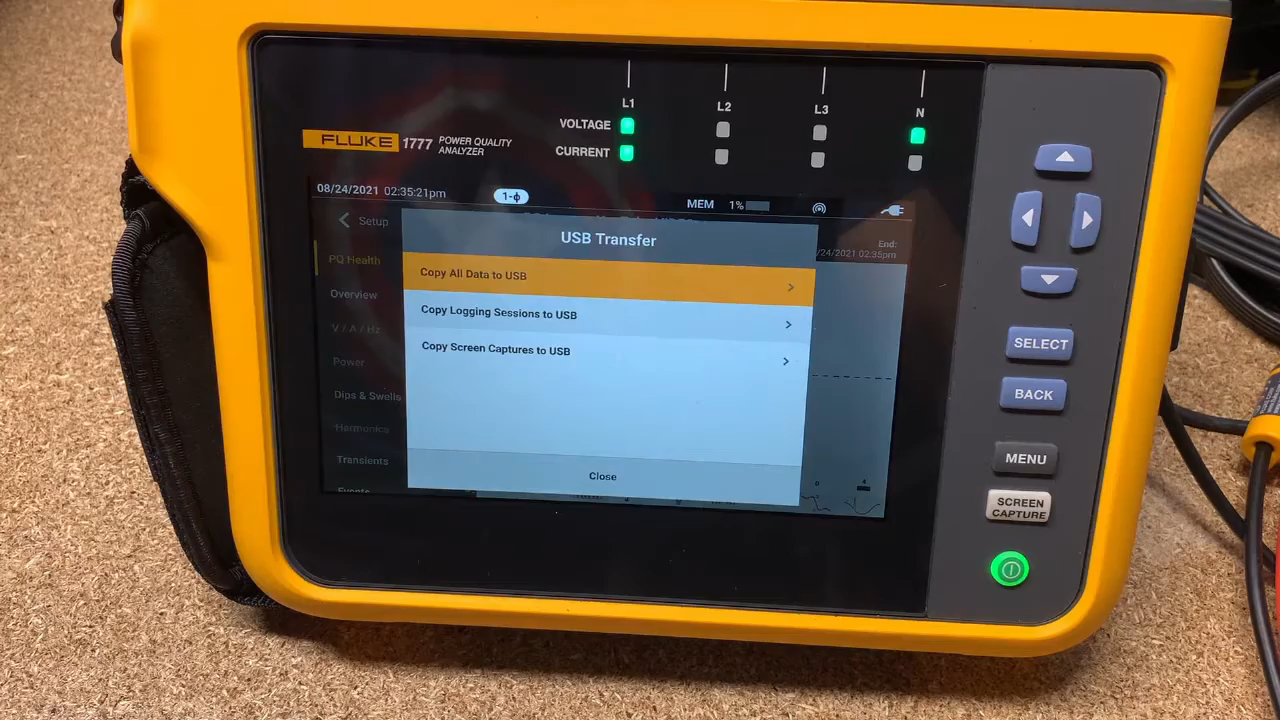 L1 L2 L3 N
VOLTAGE
CURRENT
FLUKE 1777 POWER QUALITY
ANALYZER
08/24/2021 02:35:21pm 1-ϕ MEM 1%
Setup
USB Transfer
End:
/24/2021 02:35pm
PQ Health
Overview
V / A / Hz
Power
Dips & Swells
Harmonics
Transients
Events
Copy All Data to USB
Copy Logging Sessions to USB
Copy Screen Captures to USB
Close
SELECT
BACK
MENU
SCREEN
CAPTURE